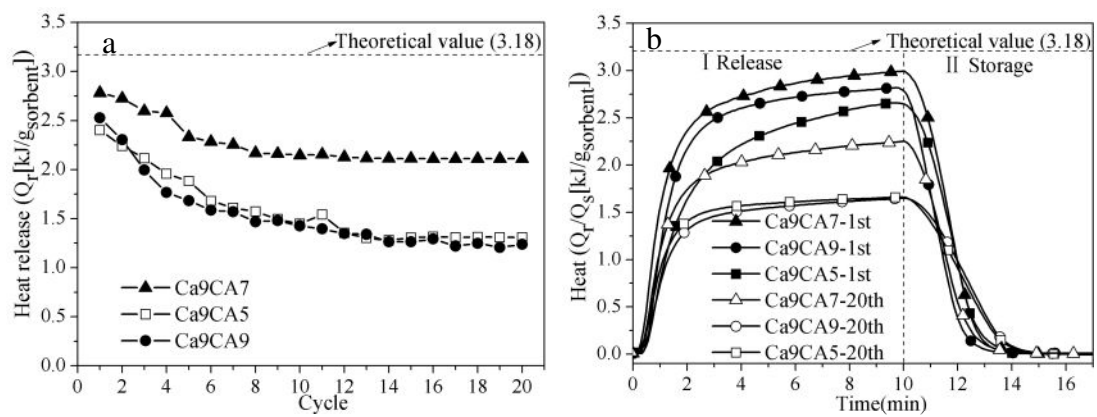 a
Theoretical value (3.18)
Heat release (Qr[kJ/gsorbent])
3.5
3.0
2.5
2.0
1.5
1.0
0.5
0.0
Ca9CA7
Ca9CA5
Ca9CA9
0 2 4 6 8 10 12 14 16 18 20
Cycle
b
Theoretical value (3.18)
Ⅰ Release
Ⅱ Storage
Heat (Qr/Qs[kJ/gsorbent])
3.5
3.0
2.5
2.0
1.5
1.0
0.5
0.0
Ca9CA7-1st
Ca9CA9-1st
Ca9CA5-1st
Ca9CA7-20th
Ca9CA9-20th
Ca9CA5-20th
0 2 4 6 8 10 12 14 16
Time(min)